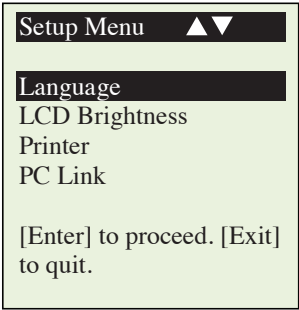 Setup Menu ▲▼
Language
LCD Brightness
Printer
PC Link
[Enter] to proceed. [Exit]
to quit.